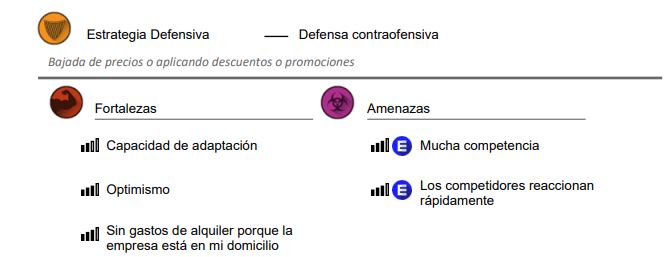 Estrategia Defensiva — Defensa contraofensiva
Bajada de precios o aplicando descuentos o promociones
Fortalezas
Amenazas
Capacidad de adaptación
E Mucha competencia
Optimismo
E Los competidores reaccionan
rápidamente
Sin gastos de alquiler porque la
empresa está en mi domicilio